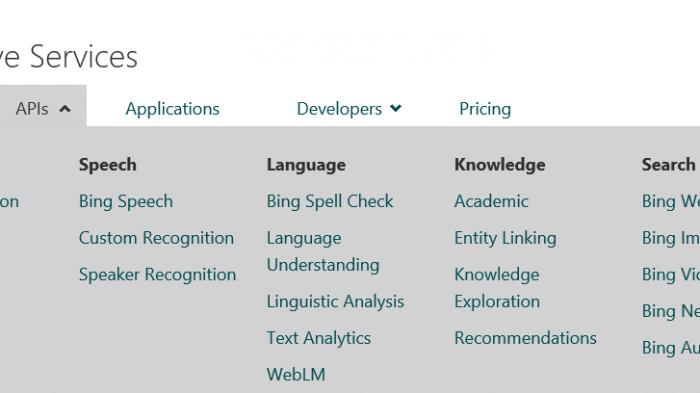 ve Services
APIs
Applications
Developers
Pricing
Speech
Language
Knowledge
Search
on
Bing Speech
Bing Spell Check
Academic
Bing We
Custom Recognition
Language
Understanding
Entity Linking
Bing Im
Speaker Recognition
Knowledge
Exploration
Bing Vid
Linguistic Analysis
Bing Ne
Text Analytics
Recommendations
Bing Au
WebLM